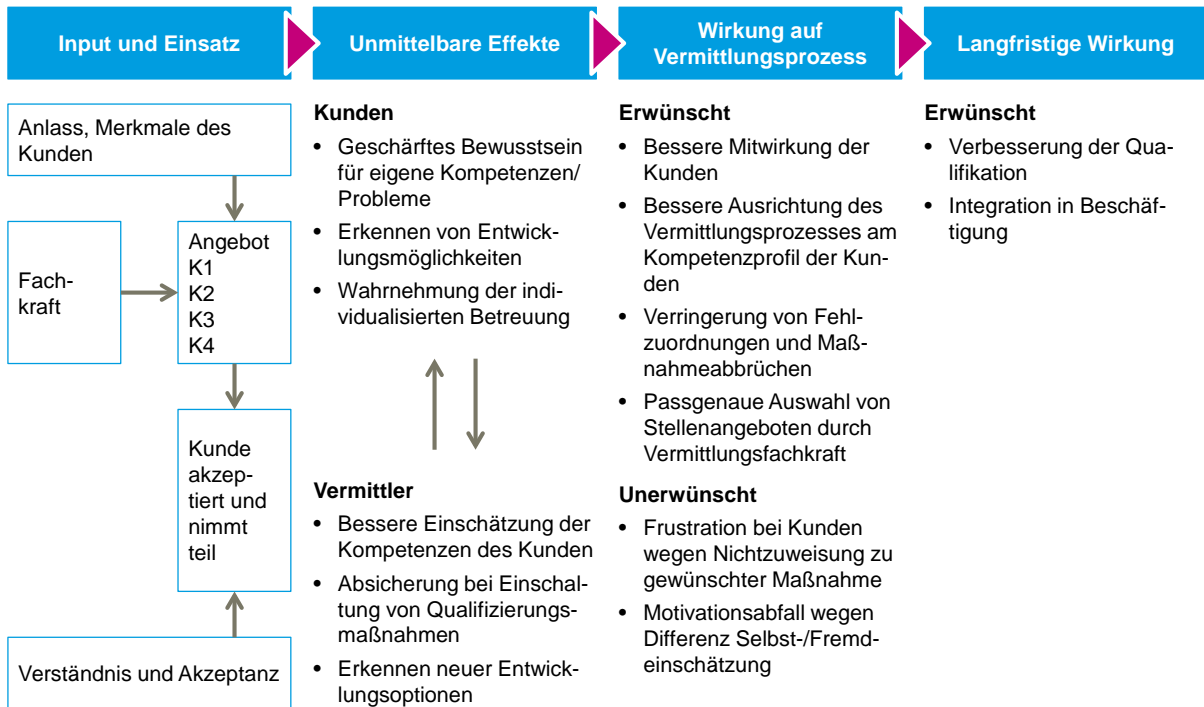 Input und Einsatz
Unmittelbare Effekte
Wirkung auf
Vermittlungsprozess
Langfristige Wirkung
Anlass, Merkmale des
Kunden
Fach-
kraft
Angebot
K1
K2
K3
K4
Kunde
akzep-
tiert und
nimmt
teil
Verständnis und Akzeptanz
Kunden
• Geschärftes Bewusstsein
für eigene Kompetenzen/
Probleme
• Erkennen von Entwick-
lungsmöglichkeiten
• Wahrnehmung der indi-
vidualisierten Betreuung
Vermittler
• Bessere Einschätzung der
Kompetenzen des Kunden
• Absicherung bei Einschal-
tung von Qualifizierungs-
maßnahmen
• Erkennen neuer Entwick-
lungsoptionen
Erwünscht
• Bessere Mitwirkung der
Kunden
• Bessere Ausrichtung des
Vermittlungsprozesses am
Kompetenzprofil der Kun-
den
• Verringerung von Fehl-
zuordnungen und Maß-
nahmeabbrüchen
• Passgenaue Auswahl von
Stellenangeboten durch
Vermittlungsfachkraft
Unerwünscht
• Frustration bei Kunden
wegen Nichtzuweisung zu
gewünschter Maßnahme
• Motivationsabfall wegen
Differenz Selbst-/Fremd-
einschätzung
Erwünscht
• Verbesserung der Qua-
lifikation
• Integration in Beschäf-
tigung